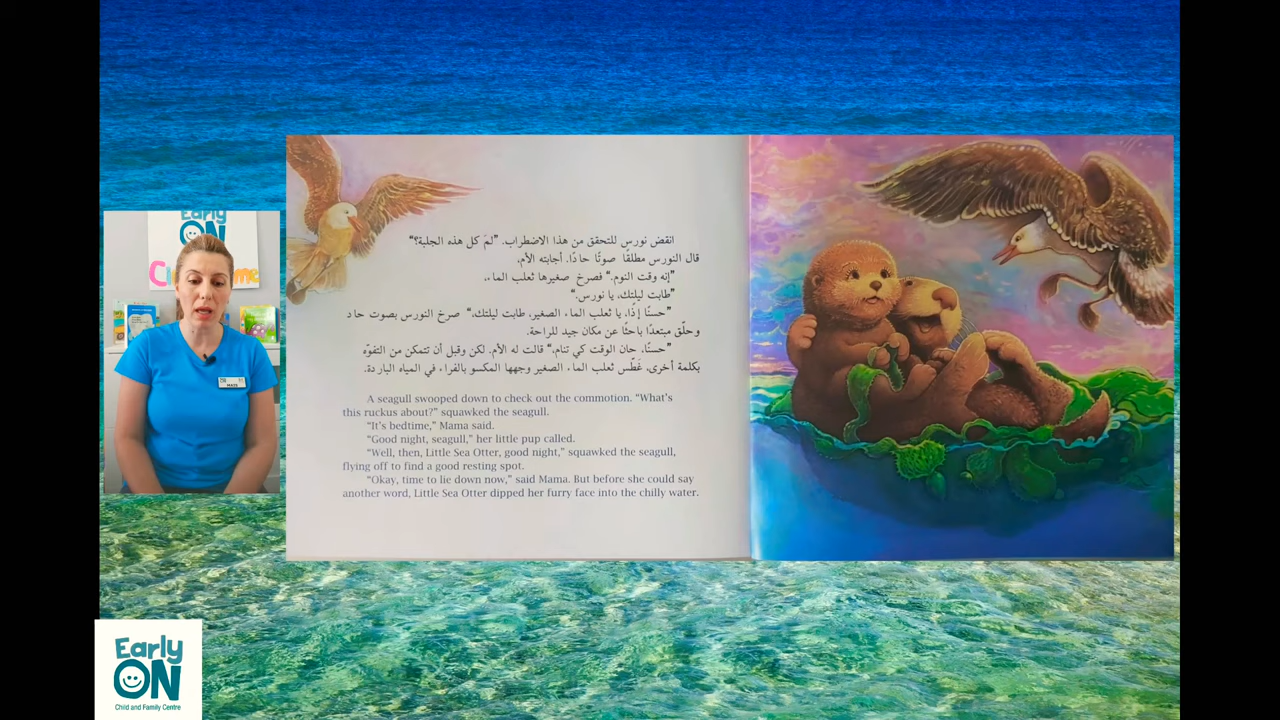 Early
ON
انقض نورس للتحقق من هذا الاضطراب. "لمَ كل هذه الجلبة؟"
قال النورس مطلقًا صوتًا حادًا. أجابته الأم,
"إنه وقت النوم." فصرخ صغيرها ثعلب الماء,
"طابت ليلتك، يا نورس."
"حسنًا إذًا، يا ثعلب الماء الصغير، طابت ليلتك،" صرخ النورس بصوت حاد
وحلّق مبتعدًا باحثًا عن مكان جيد للراحة.
"حسنًا، حان الوقت كي تنام," قالت له الأم. لكن وقبل أن تتمكن من التفوّه
بكلمة أخرى، غَطّس ثعلب الماء الصغير وجهها المكسو بالفراء في المياه الباردة.
A seagull swooped down to check out the commotion. “What’s
this ruckus about?” squawked the seagull.
“It’s bedtime,” Mama said.
“Good night, seagull,” her little pup called.
“Well, then, Little Sea Otter, good night,” squawked the seagull,
flying off to find a good resting spot.
“Okay, time to lie down now,” said Mama. But before she could say
another word, Little Sea Otter dipped her furry face into the chilly water.
Early
ON
Child and Family Centre